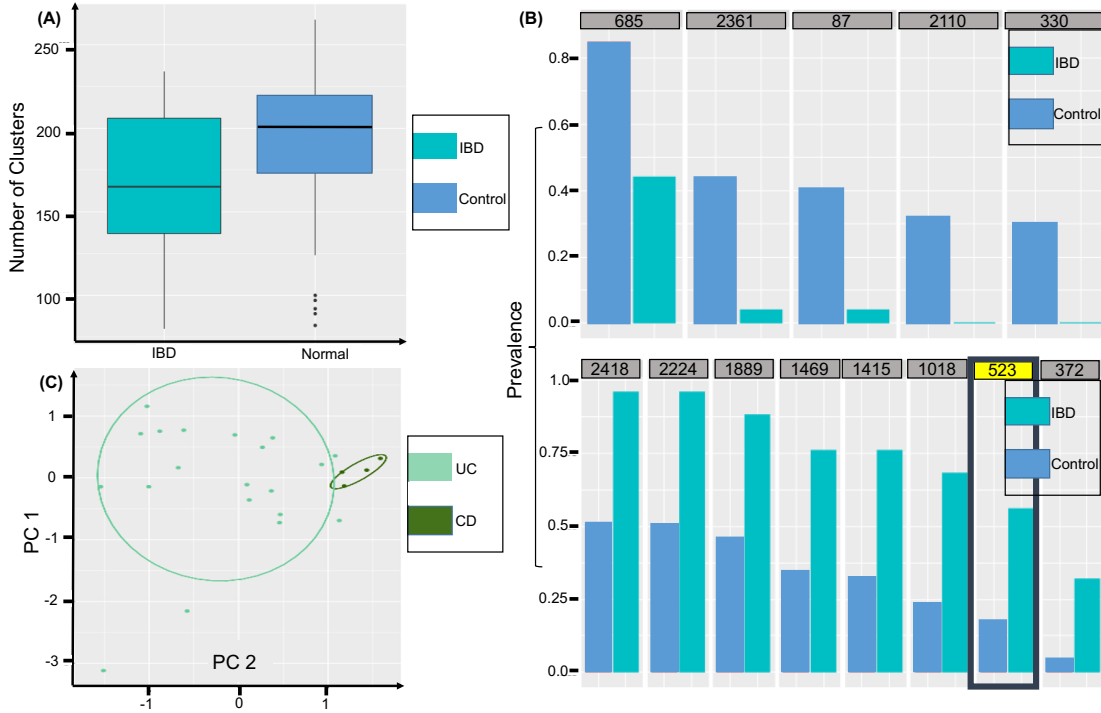 (A)
Number of Clusters
250
200
150
100
IBD
Normal
IBD
Control
(B)
Prevalence
685
2361
87
2110
330
0.8
0.6
0.4
0.2
0.0
IBD
Control
2418
2224
1889
1469
1415
1018
523
372
1.0
0.75
0.5
0.25
0.0
IBD
Control
(C)
PC 1
1
0
-1
-2
-3
PC 2
-1
0
1
UC
CD